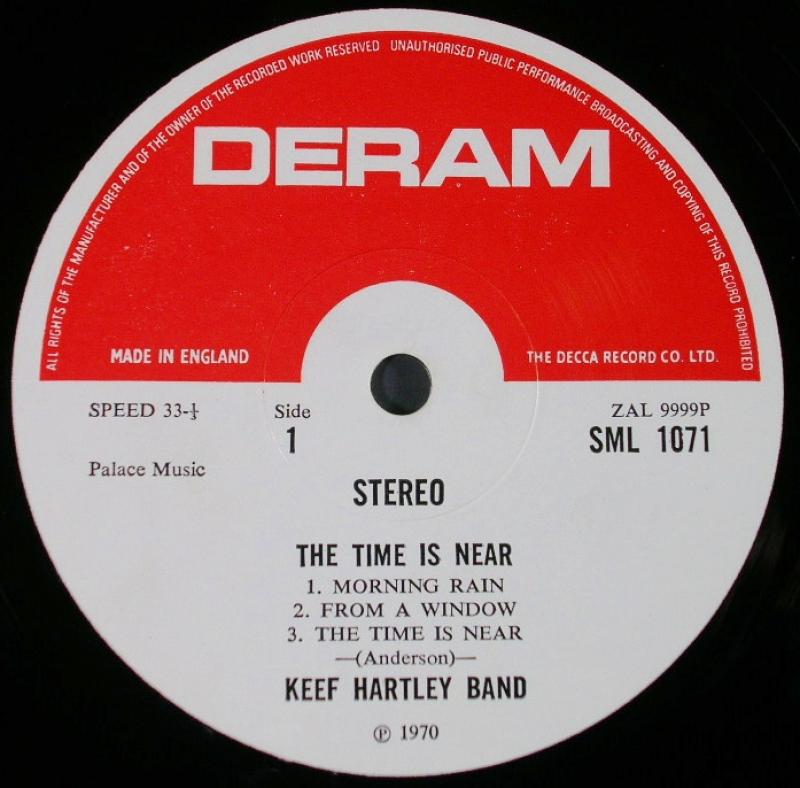 ALL RIGHTS OF THE MANUFACTURER AND OF THE OWNER OF THE RECORDED WORK RESERVED UNAUTHORISED PUBLIC PERFORMANCE BROADCASTING AND COPYING OF THIS RECORD PROHIBITED
DERAM
MADE IN ENGLAND THE DECCA RECORD CO. LTD.
SPEED 33-⅓ Side ZAL 9999P
1 SML 1071
Palace Music
STEREO
THE TIME IS NEAR
1. MORNING RAIN
2. FROM A WINDOW
3. THE TIME IS NEAR
—(Anderson)—
KEEF HARTLEY BAND
℗ 1970